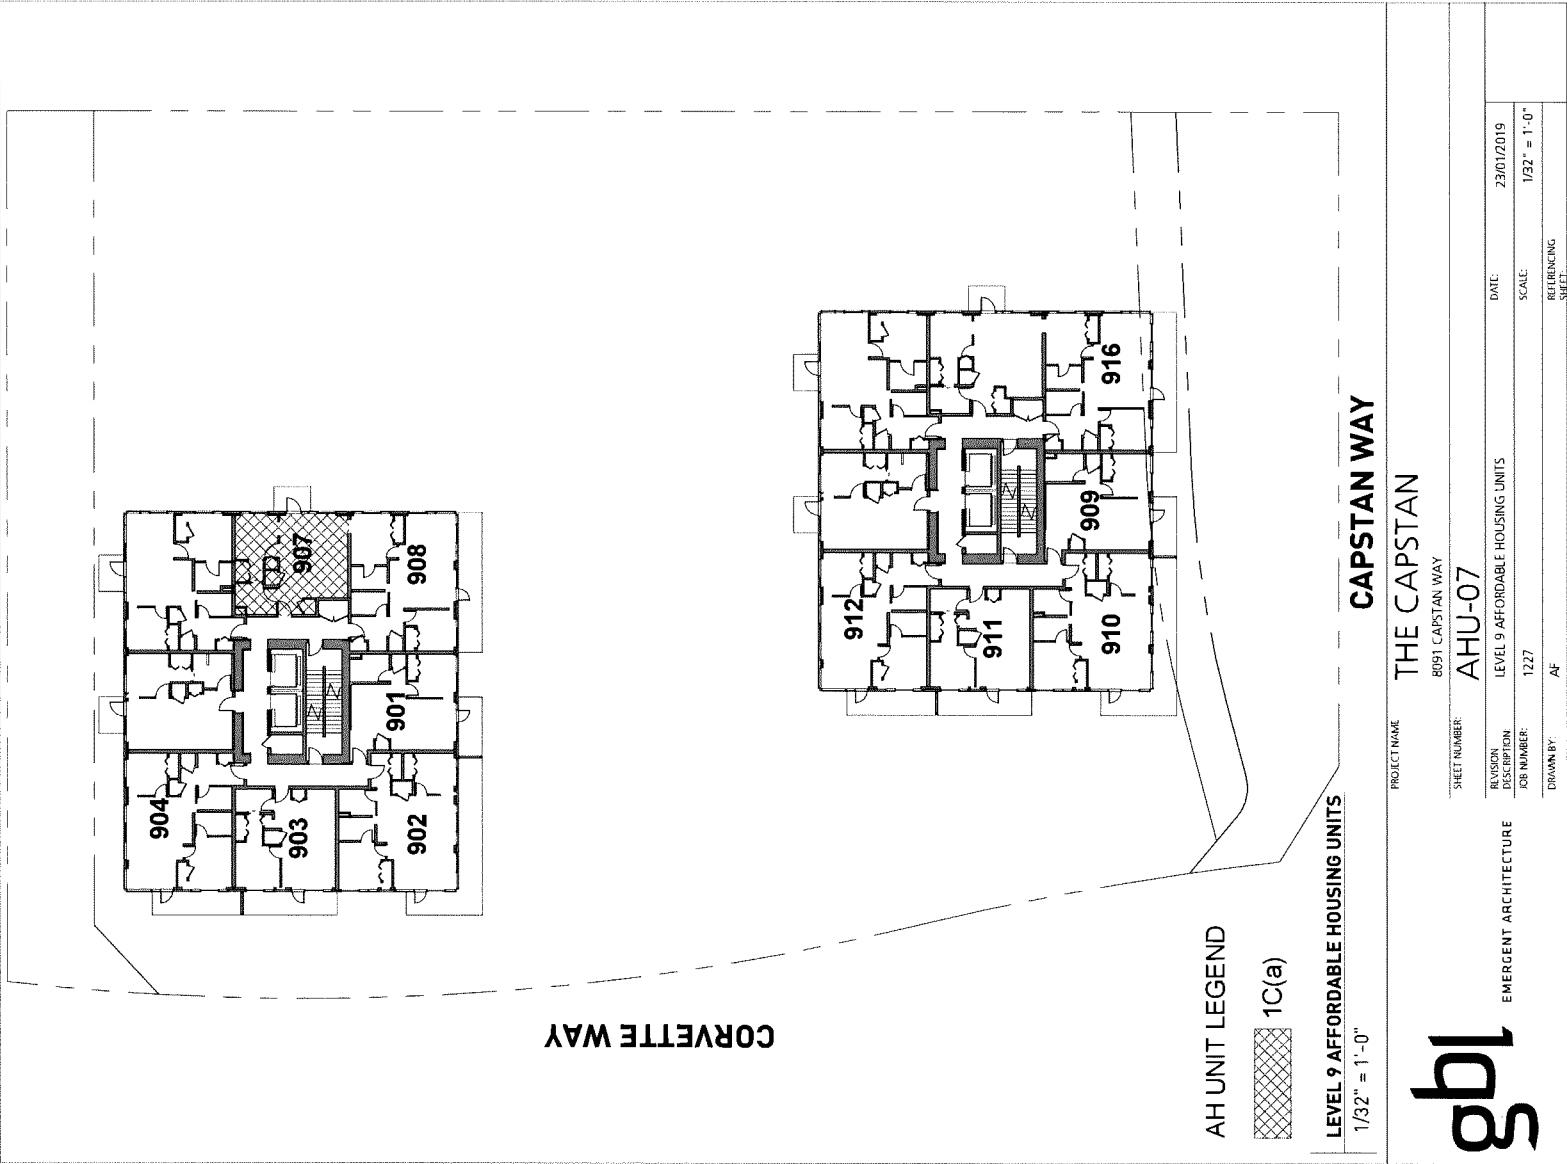 907
908
901
902
903
904
916
909
910
911
912
CORVETTE WAY
CAPSTAN WAY
AH UNIT LEGEND
1C(a)
LEVEL 9 AFFORDABLE HOUSING UNITS
1/32" = 1'-0"
gbl
EMERGENT ARCHITECTURE
PROJECT NAME
THE CAPSTAN
8091 CAPSTAN WAY
SHEET NUMBER:
AHU-07
REVISION DESCRIPTION:
LEVEL 9 AFFORDABLE HOUSING UNITS
DATE:
23/01/2019
JOB NUMBER:
1227
SCALE:
1/32" = 1'-0"
DRAWN BY:
AF
REFERENCING SHEET: